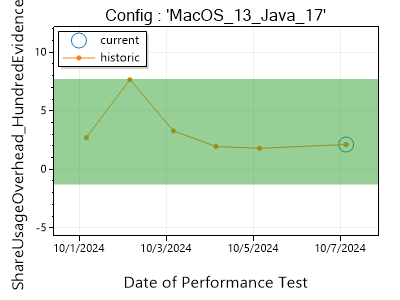 Config : 'MacOS_13_Java_17'
current
historic
ShareUsageOverhead_HundredEvidence
10
5
0
-5
10/1/2024
10/3/2024
10/5/2024
10/7/2024
Date of Performance Test